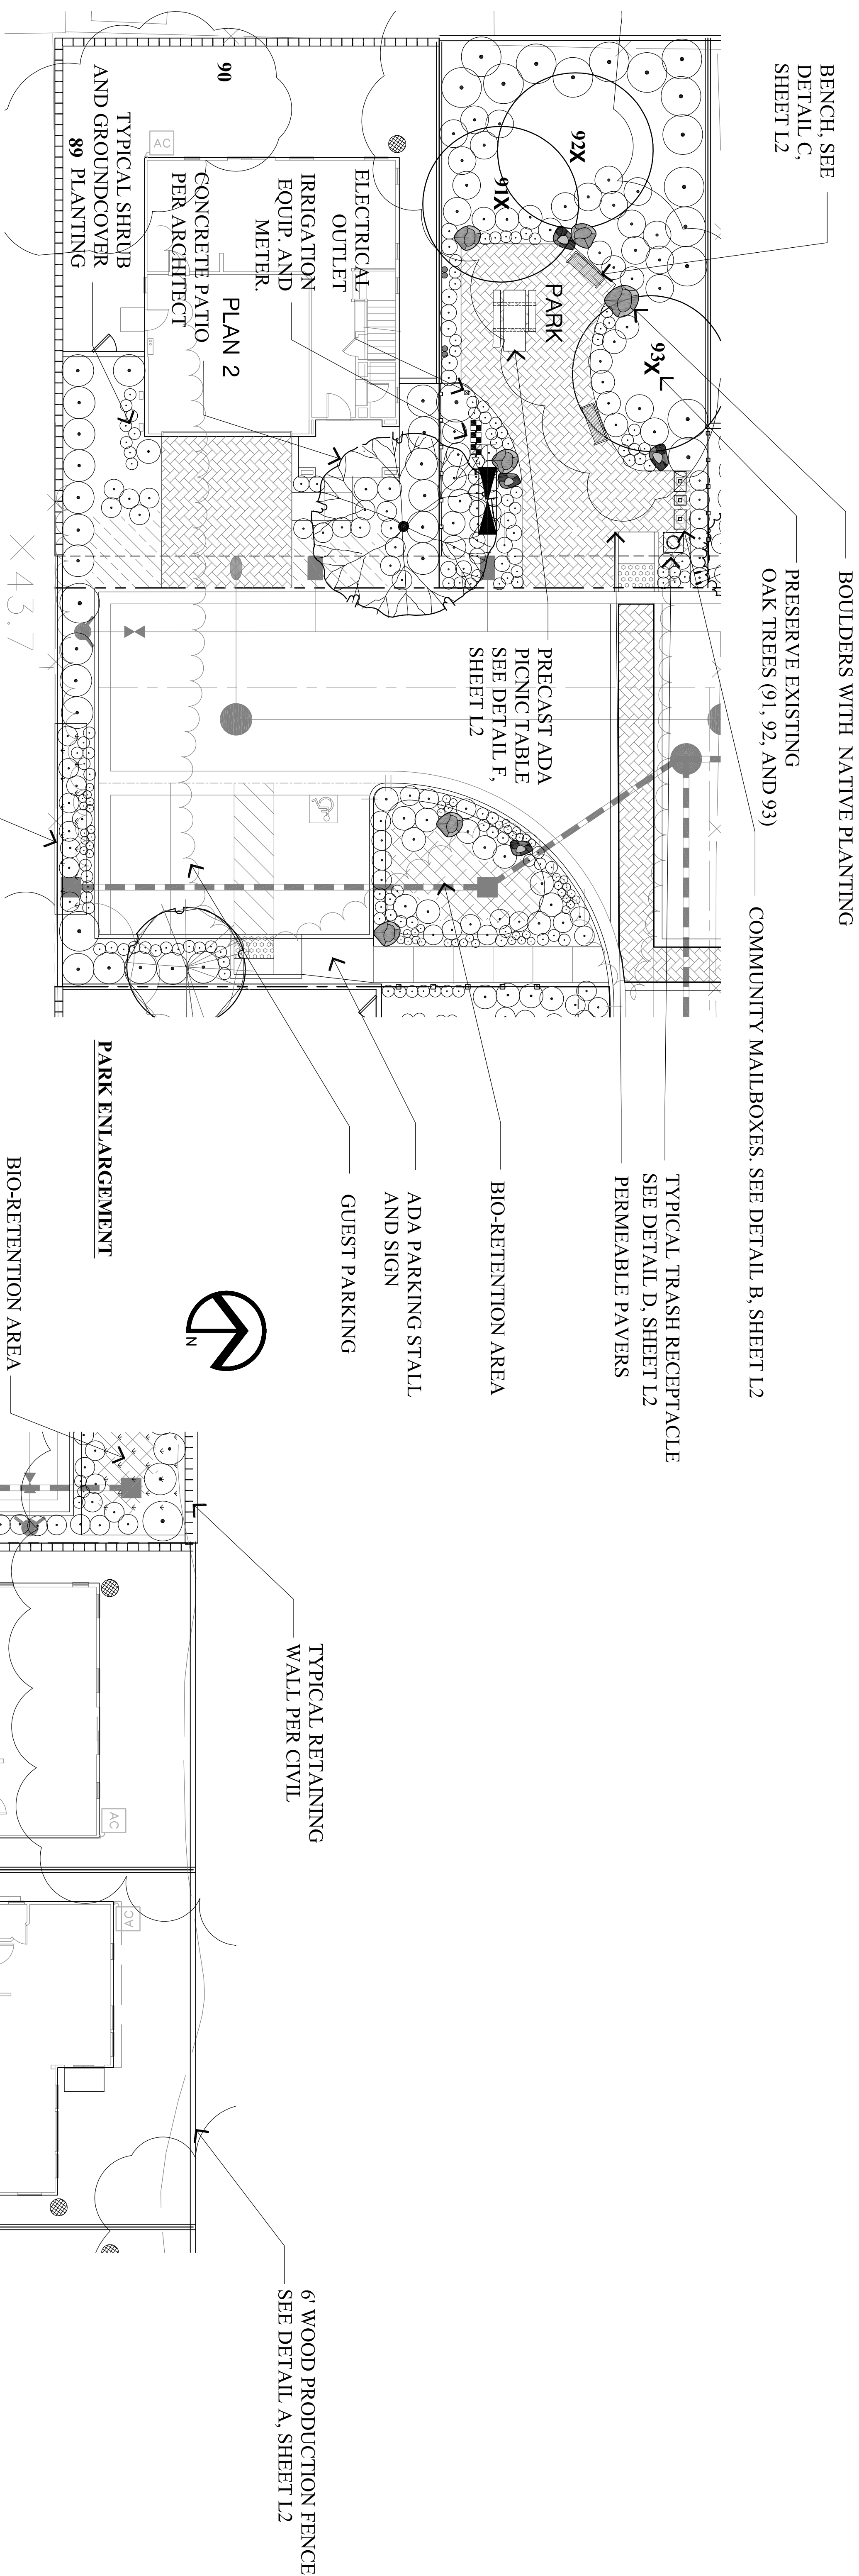 BOULDERS WITH NATIVE PLANTING
BENCH, SEE
DETAIL C,
SHEET L2
PRESERVE EXISTING
OAK TREES (91, 92, AND 93)
COMMUNITY MAILBOXES. SEE DETAIL B, SHEET L2
TYPICAL TRASH RECEPTACLE
SEE DETAIL D, SHEET L2
PERMEABLE PAVERS
92X
91X
93X
PARK
PRECAST ADA
PICNIC TABLE
SEE DETAIL F,
SHEET L2
BIO-RETENTION AREA
ADA PARKING STALL
AND SIGN
GUEST PARKING
ELECTRICAL
OUTLET
IRRIGATION
EQUIP. AND
METER.
PLAN 2
CONCRETE PATIO
PER ARCHITECT
90
AC
TYPICAL SHRUB
AND GROUNDCOVER
89 PLANTING
X 43.7
PARK ENLARGEMENT
N
BIO-RETENTION AREA
TYPICAL RETAINING
WALL PER CIVIL
AC
AC
6' WOOD PRODUCTION FENCE
SEE DETAIL A, SHEET L2